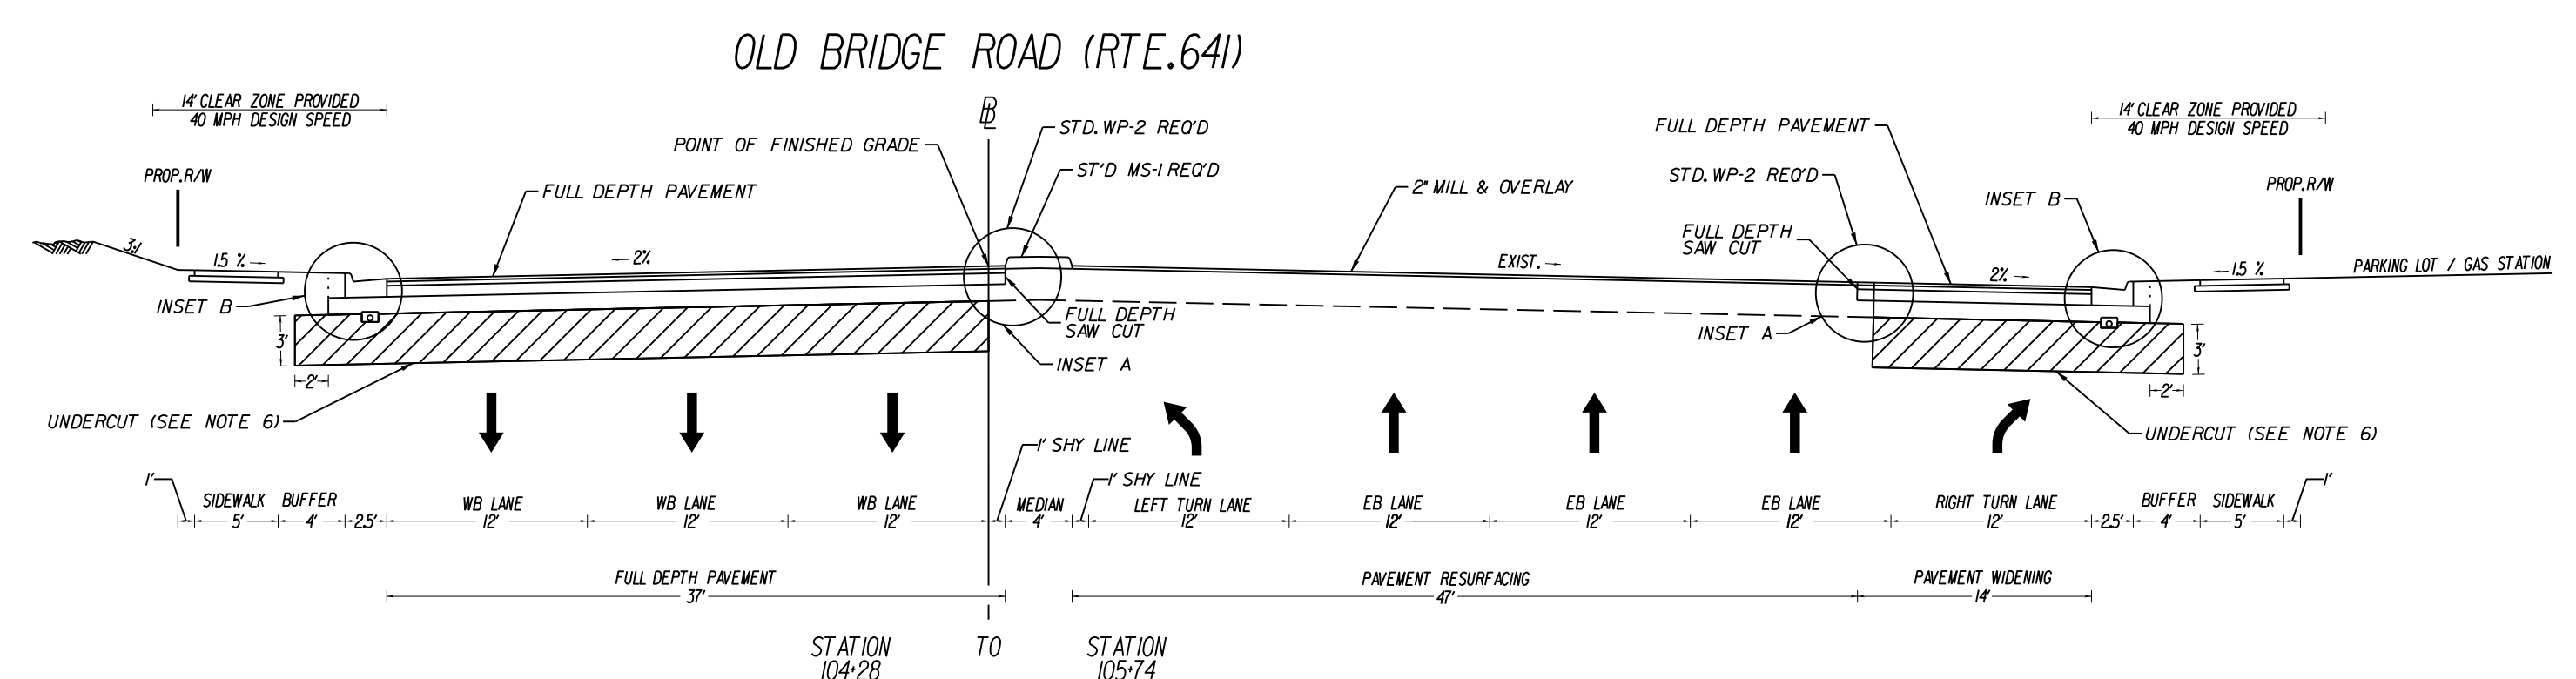 OLD BRIDGE ROAD (RTE.641)
14' CLEAR ZONE PROVIDED
40 MPH DESIGN SPEED
BL
STD. WP-2 REQ'D
POINT OF FINISHED GRADE
ST'D MS-1 REQ'D
FULL DEPTH PAVEMENT
14' CLEAR ZONE PROVIDED
40 MPH DESIGN SPEED
PROP. R/W
FULL DEPTH PAVEMENT
2" MILL & OVERLAY
STD. WP-2 REQ'D
INSET B
PROP. R/W
3:1
1.5 %
2%
FULL DEPTH
SAW CUT
EXIST.
2%
1.5 %
PARKING LOT / GAS STATION
INSET B
FULL DEPTH
SAW CUT
INSET A
INSET A
3'
2'
3'
2'
UNDERCUT (SEE NOTE 6)
UNDERCUT (SEE NOTE 6)
1' SHY LINE
1' SHY LINE
1'
1'
SIDEWALK BUFFER WB LANE WB LANE WB LANE MEDIAN LEFT TURN LANE EB LANE EB LANE EB LANE RIGHT TURN LANE BUFFER SIDEWALK
5' 4' 2.5' 12' 12' 12' 4' 12' 12' 12' 12' 12' 2.5' 4' 5'
FULL DEPTH PAVEMENT
37'
PAVEMENT RESURFACING
47'
PAVEMENT WIDENING
14'
STATION TO STATION
104+28 105+74